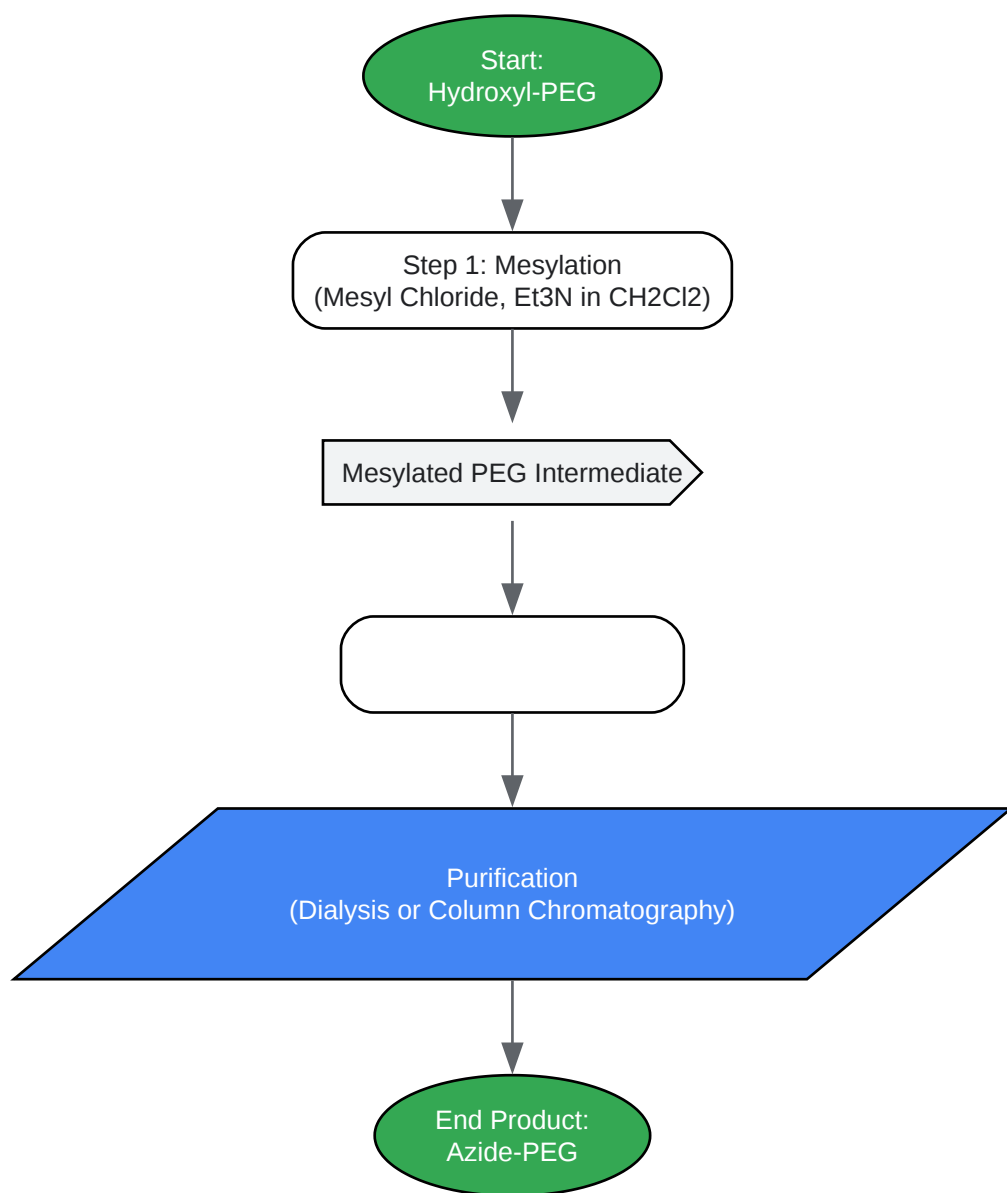 Start:
Hydroxyl-PEG
Step 1: Mesylation
(Mesyl Chloride, Et3N in CH2Cl2)
Mesylated PEG Intermediate
Purification
(Dialysis or Column Chromatography)
End Product:
Azide-PEG